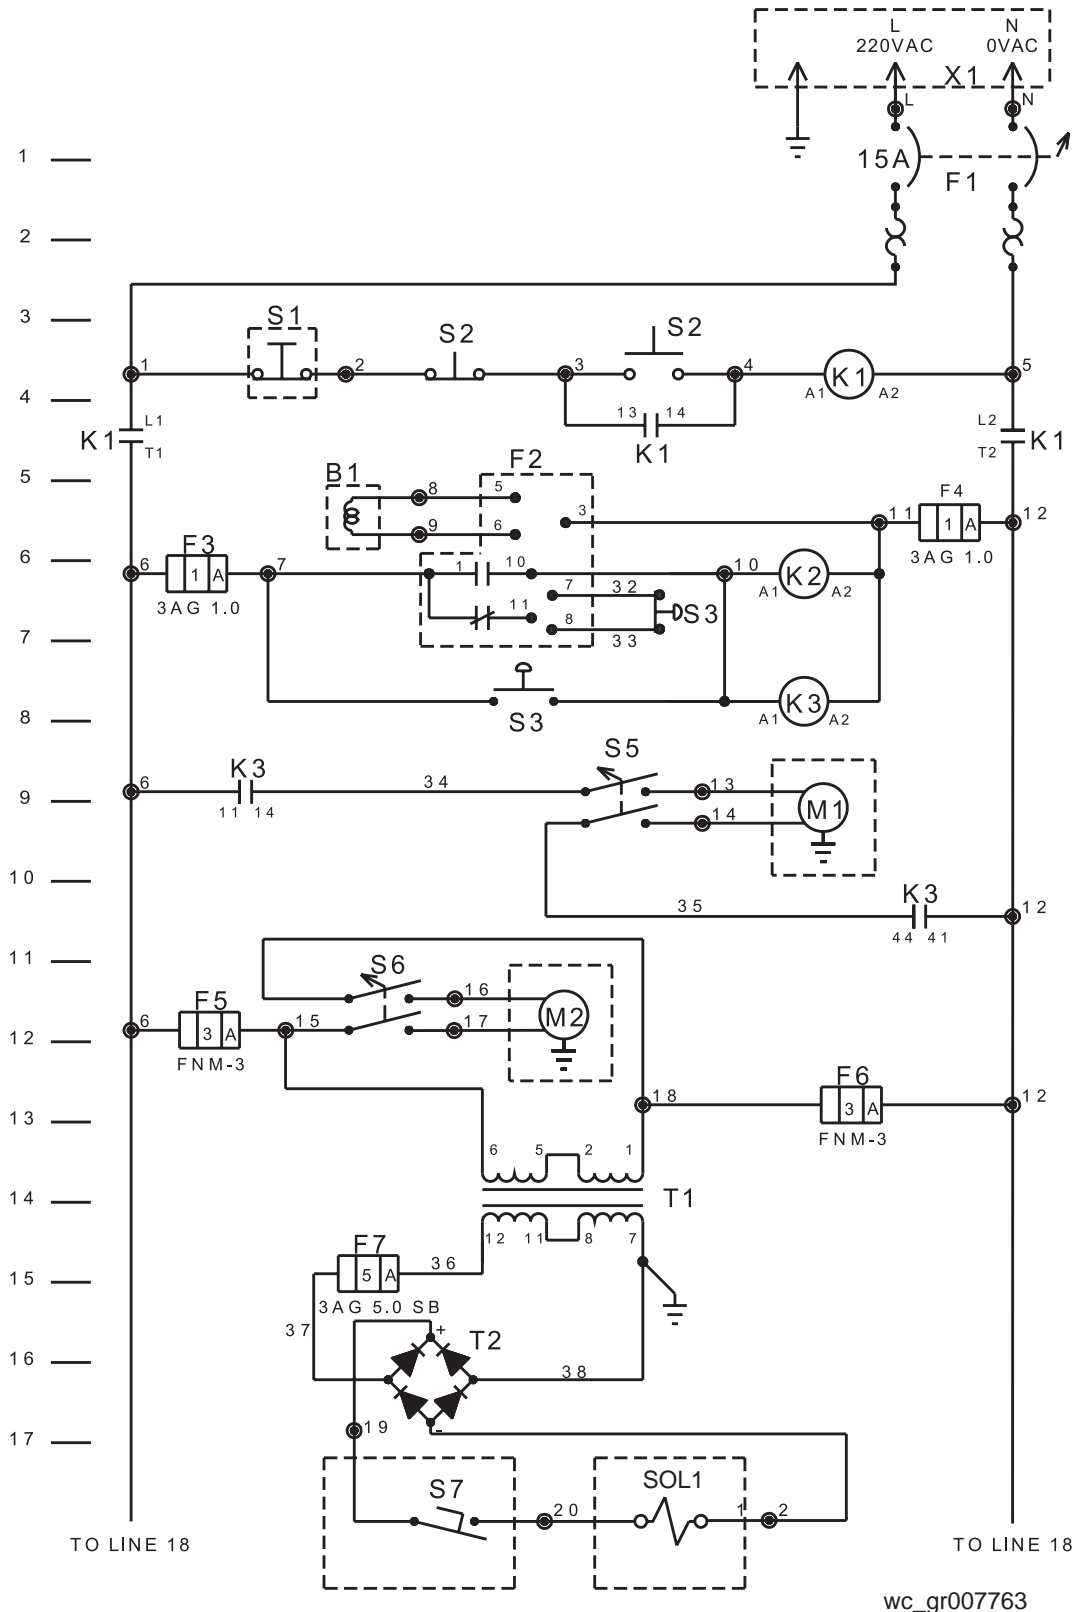 L N
220VAC 0VAC
X1
L N
1
15A
F1
2
3
S1 S2 S2
1 2 3 4 5
K1
A1 A2
4
13 14
K1
L1 L2
K1 K1
T1 T2
5
F2
B1
8 5
F4
3 11 1 A 12
9 6
3AG 1.0
6
F3
6 1 A 7 1 10 10 K2
A1 A2
3AG 1.0
7 32
11 S3
8 33
7
S3
K3
A1 A2
8
S5
K3
6 34 13
9
11 14
M1
14
10
35
K3
12
44 41
11
S6
16
M2
F5
6 3 A 15 17
12
FNM-3
F6
18 3 A 12
13
FNM-3
6 5 2 1
T1
14
12 11 8 7
F7
5 A 36
15
3AG 5.0 SB
37
+
T2
16
38
19
-
17
S7
SOL1
20 1 2
TO LINE 18 TO LINE 18
wc_gr007763